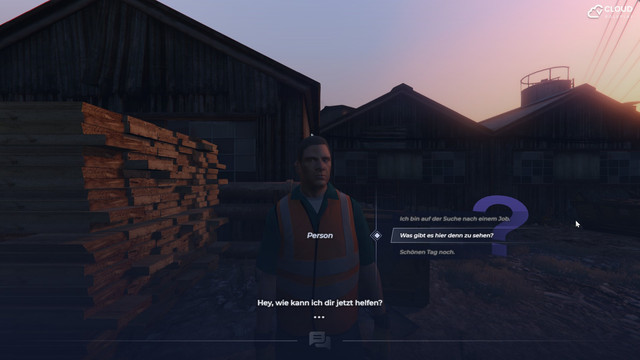 CLOUD
Ich bin auf der Suche nach einem Job.
?
Person
Was gibt es hier denn zu sehen?
Schönen Tag noch.
Hey, wie kann ich dir jetzt helfen?
...